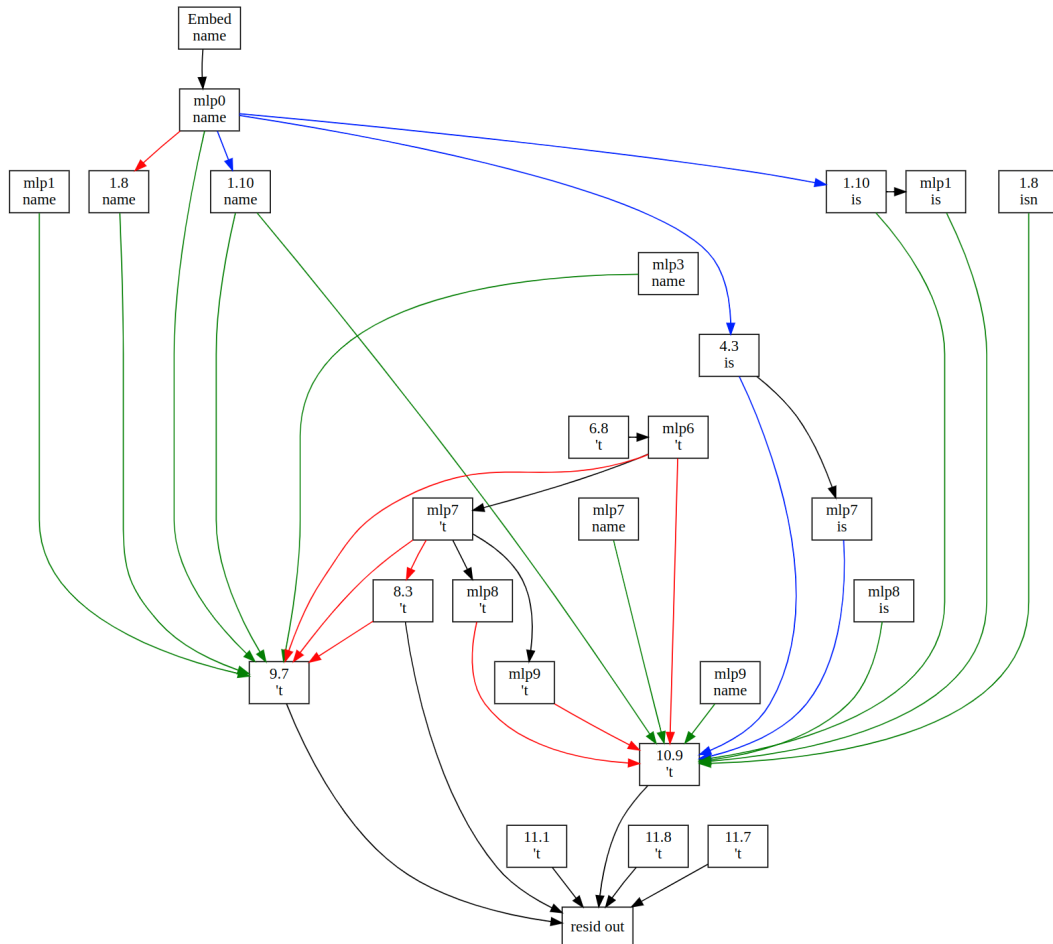 Embed
name
mlp0
name
mlp1
name
1.8
name
1.10
name
1.10
is
mlp1
is
1.8
isn
mlp3
name
4.3
is
6.8
't
mlp6
't
mlp7
't
mlp7
name
mlp7
is
8.3
't
mlp8
't
mlp8
is
9.7
't
mlp9
't
mlp9
name
10.9
't
11.1
't
11.8
't
11.7
't
resid out